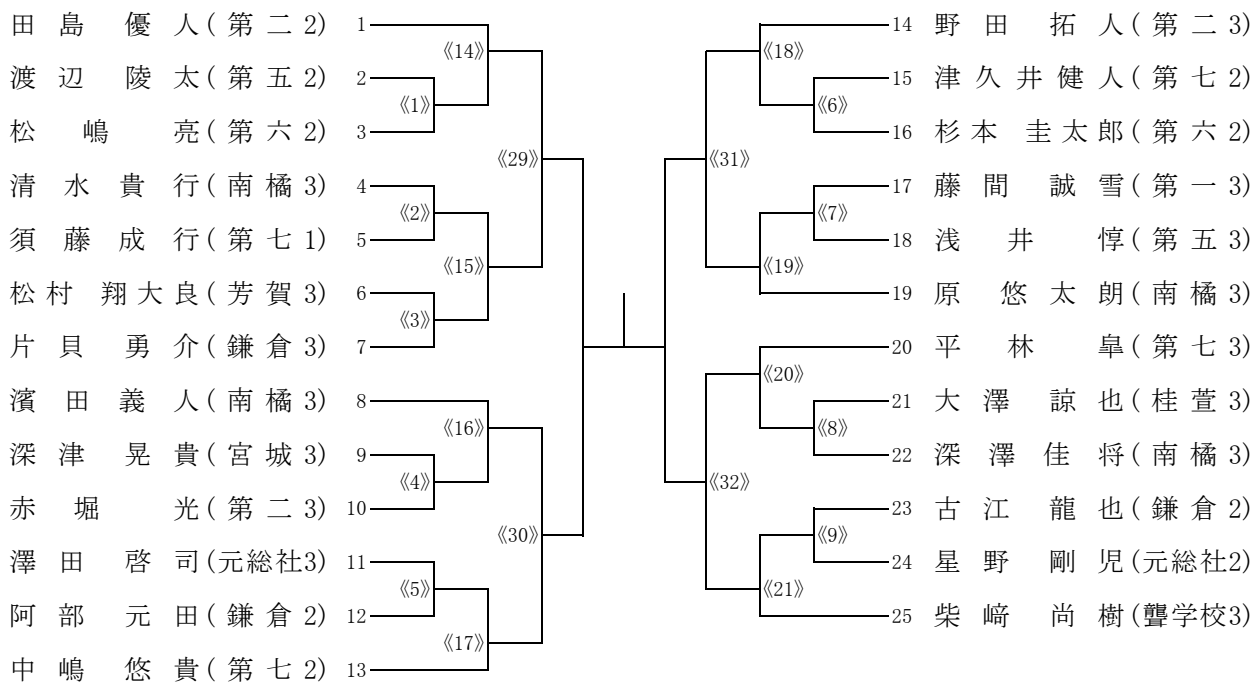 田島 優人(第二2) 1
渡辺 陵太(第五2) 2
松嶋 亮(第六2) 3
清水貴行(南橘3) 4
須藤成行(第七1) 5
松村 翔大良(芳賀3) 6
片貝 勇介(鎌倉3) 7
濱田義人(南橘3) 8
深津 晃貴(宮城3) 9
赤堀 光(第二3) 10
澤田 啓司(元総社3) 11
阿部 元田(鎌倉2) 12
中嶋 悠貴(第七2) 13
《14》
《1》
《29》
《2》
《15》
《3》
《16》
《4》
《30》
《5》
《17》
14 野田 拓人(第二3)
15 津久井健人(第七2)
16 杉本 圭太郎(第六2)
17 藤間 誠雪(第一3)
18 浅井 惇(第五3)
19 原 悠太朗(南橘3)
20 平林 皐(第七3)
21 大澤 諒也(桂萱3)
22 深澤佳将(南橘3)
23 古江 龍也(鎌倉2)
24 星野 剛児(元総社2)
25 柴﨑 尚樹(聾学校3)
《18》
《6》
《31》
《7》
《19》
《20》
《8》
《32》
《9》
《21》